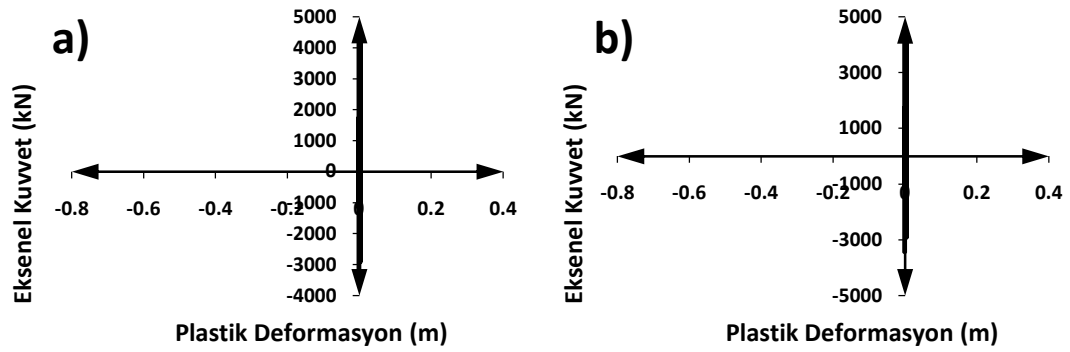 a)
Eksenel Kuvvet (kN)
5000
4000
3000
2000
1000
0
-1000
-2000
-3000
-4000
-0.8 -0.6 -0.4 -0.2 0 0.2 0.4
Plastik Deformasyon (m)
b)
Eksenel Kuvvet (kN)
5000
3000
1000
-1000
-3000
-5000
-0.8 -0.6 -0.4 -0.2 0 0.2 0.4
Plastik Deformasyon (m)